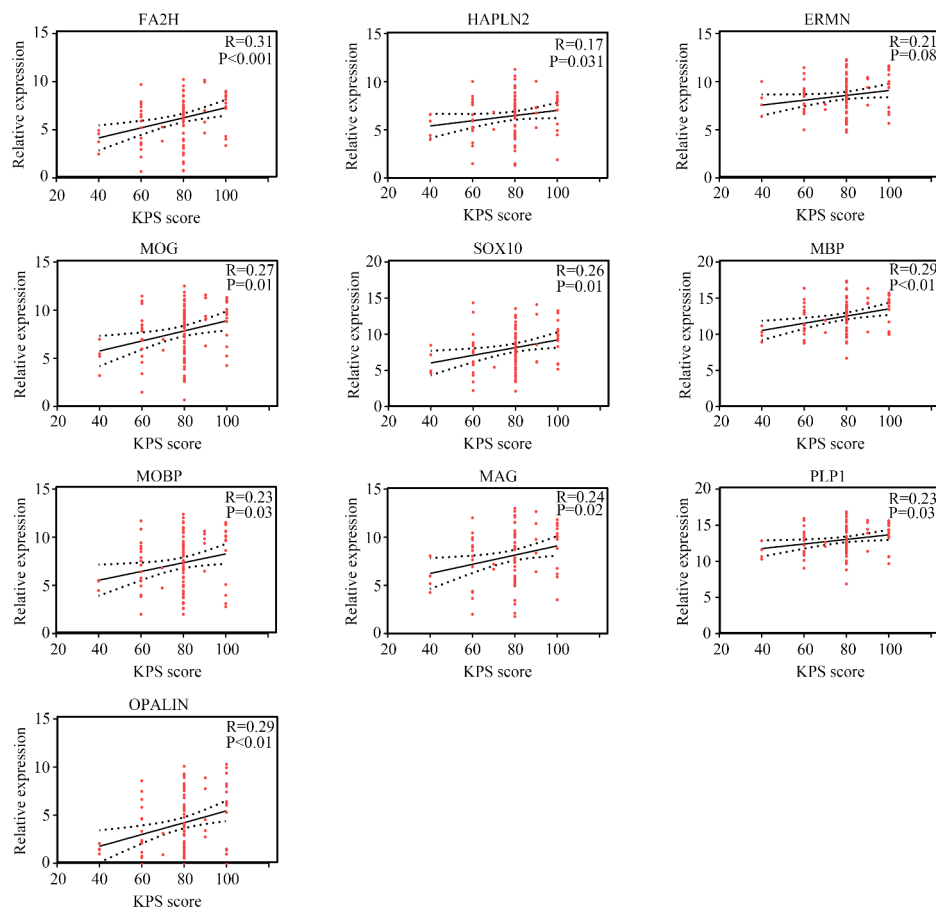 FA2H
R=0.31
P<0.001
Relative expression
15
10
5
0
20 40 60 80 100
KPS score
HAPLN2
R=0.17
P=0.031
Relative expression
15
10
5
0
20 40 60 80 100
KPS score
ERMN
R=0.21
P=0.08
Relative expression
15
10
5
0
20 40 60 80 100
KPS score
MOG
R=0.27
P=0.01
Relative expression
15
10
5
0
20 40 60 80 100
KPS score
SOX10
R=0.26
P=0.01
Relative expression
20
15
10
5
0
20 40 60 80 100
KPS score
MBP
R=0.29
P<0.01
Relative expression
20
15
10
5
0
20 40 60 80 100
KPS score
MOBP
R=0.23
P=0.03
Relative expression
15
10
5
0
20 40 60 80 100
KPS score
MAG
R=0.24
P=0.02
Relative expression
15
10
5
0
20 40 60 80 100
KPS score
PLP1
R=0.23
P=0.03
Relative expression
20
15
10
5
0
20 40 60 80 100
KPS score
OPALIN
R=0.29
P<0.01
Relative expression
15
10
5
0
20 40 60 80 100
KPS score